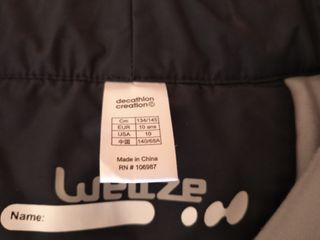 decathlon
creation©
Cm 134/145
EUR 10 ans
USA 10
中国 140/68A
Made in China
RN # 106987
Wedze
Name: